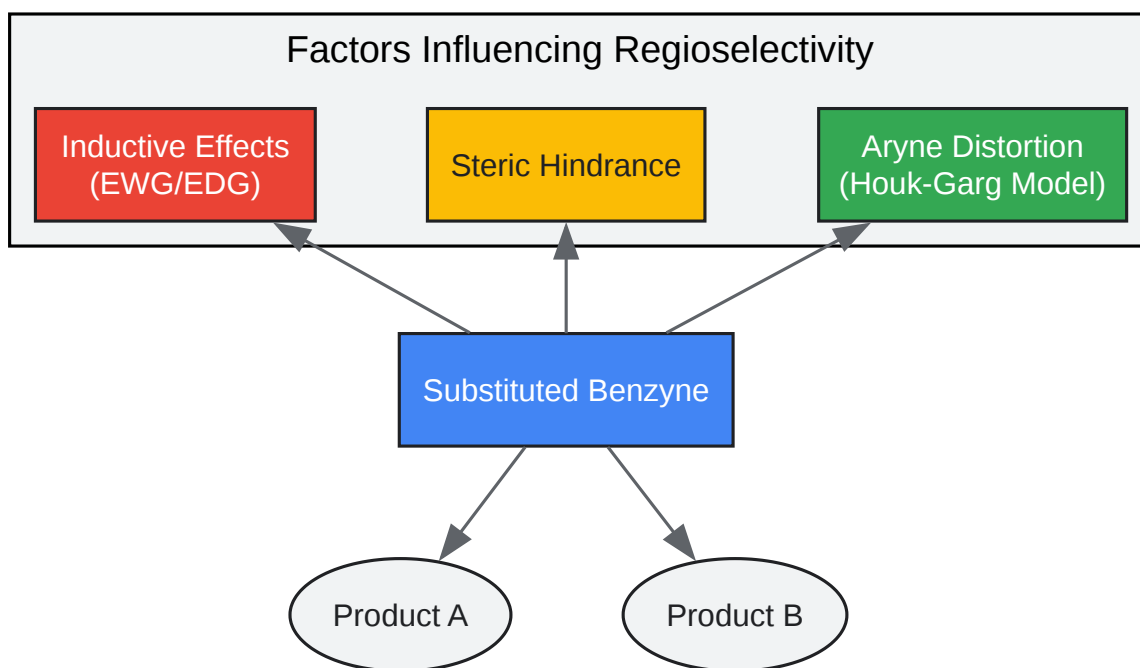 Factors Influencing Regioselectivity
Inductive Effects
(EWG/EDG)
Steric Hindrance
Aryne Distortion
(Houk-Garg Model)
Substituted Benzyne
Product A
Product B